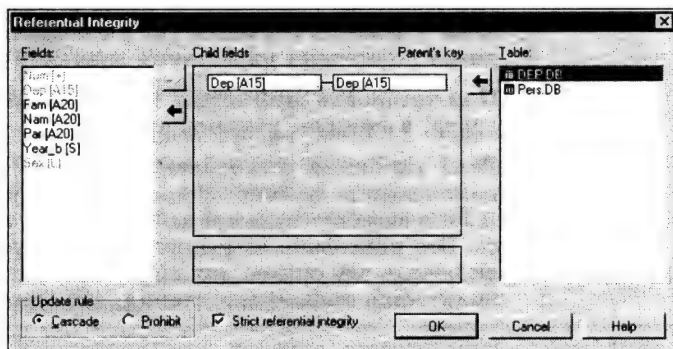 Referential Integrity
Fields:
Child fields
Parent's key
Table:
Num [+]
Dep [A15]
Fam [A20]
Nam [A20]
Par [A20]
Year_b [S]
Sex [L]
Dep [A15]
Dep [A15]
DEP.DB
Pers.DB
Update rule
Cascade
Prohibit
Strict referential integrity
OK
Cancel
Help